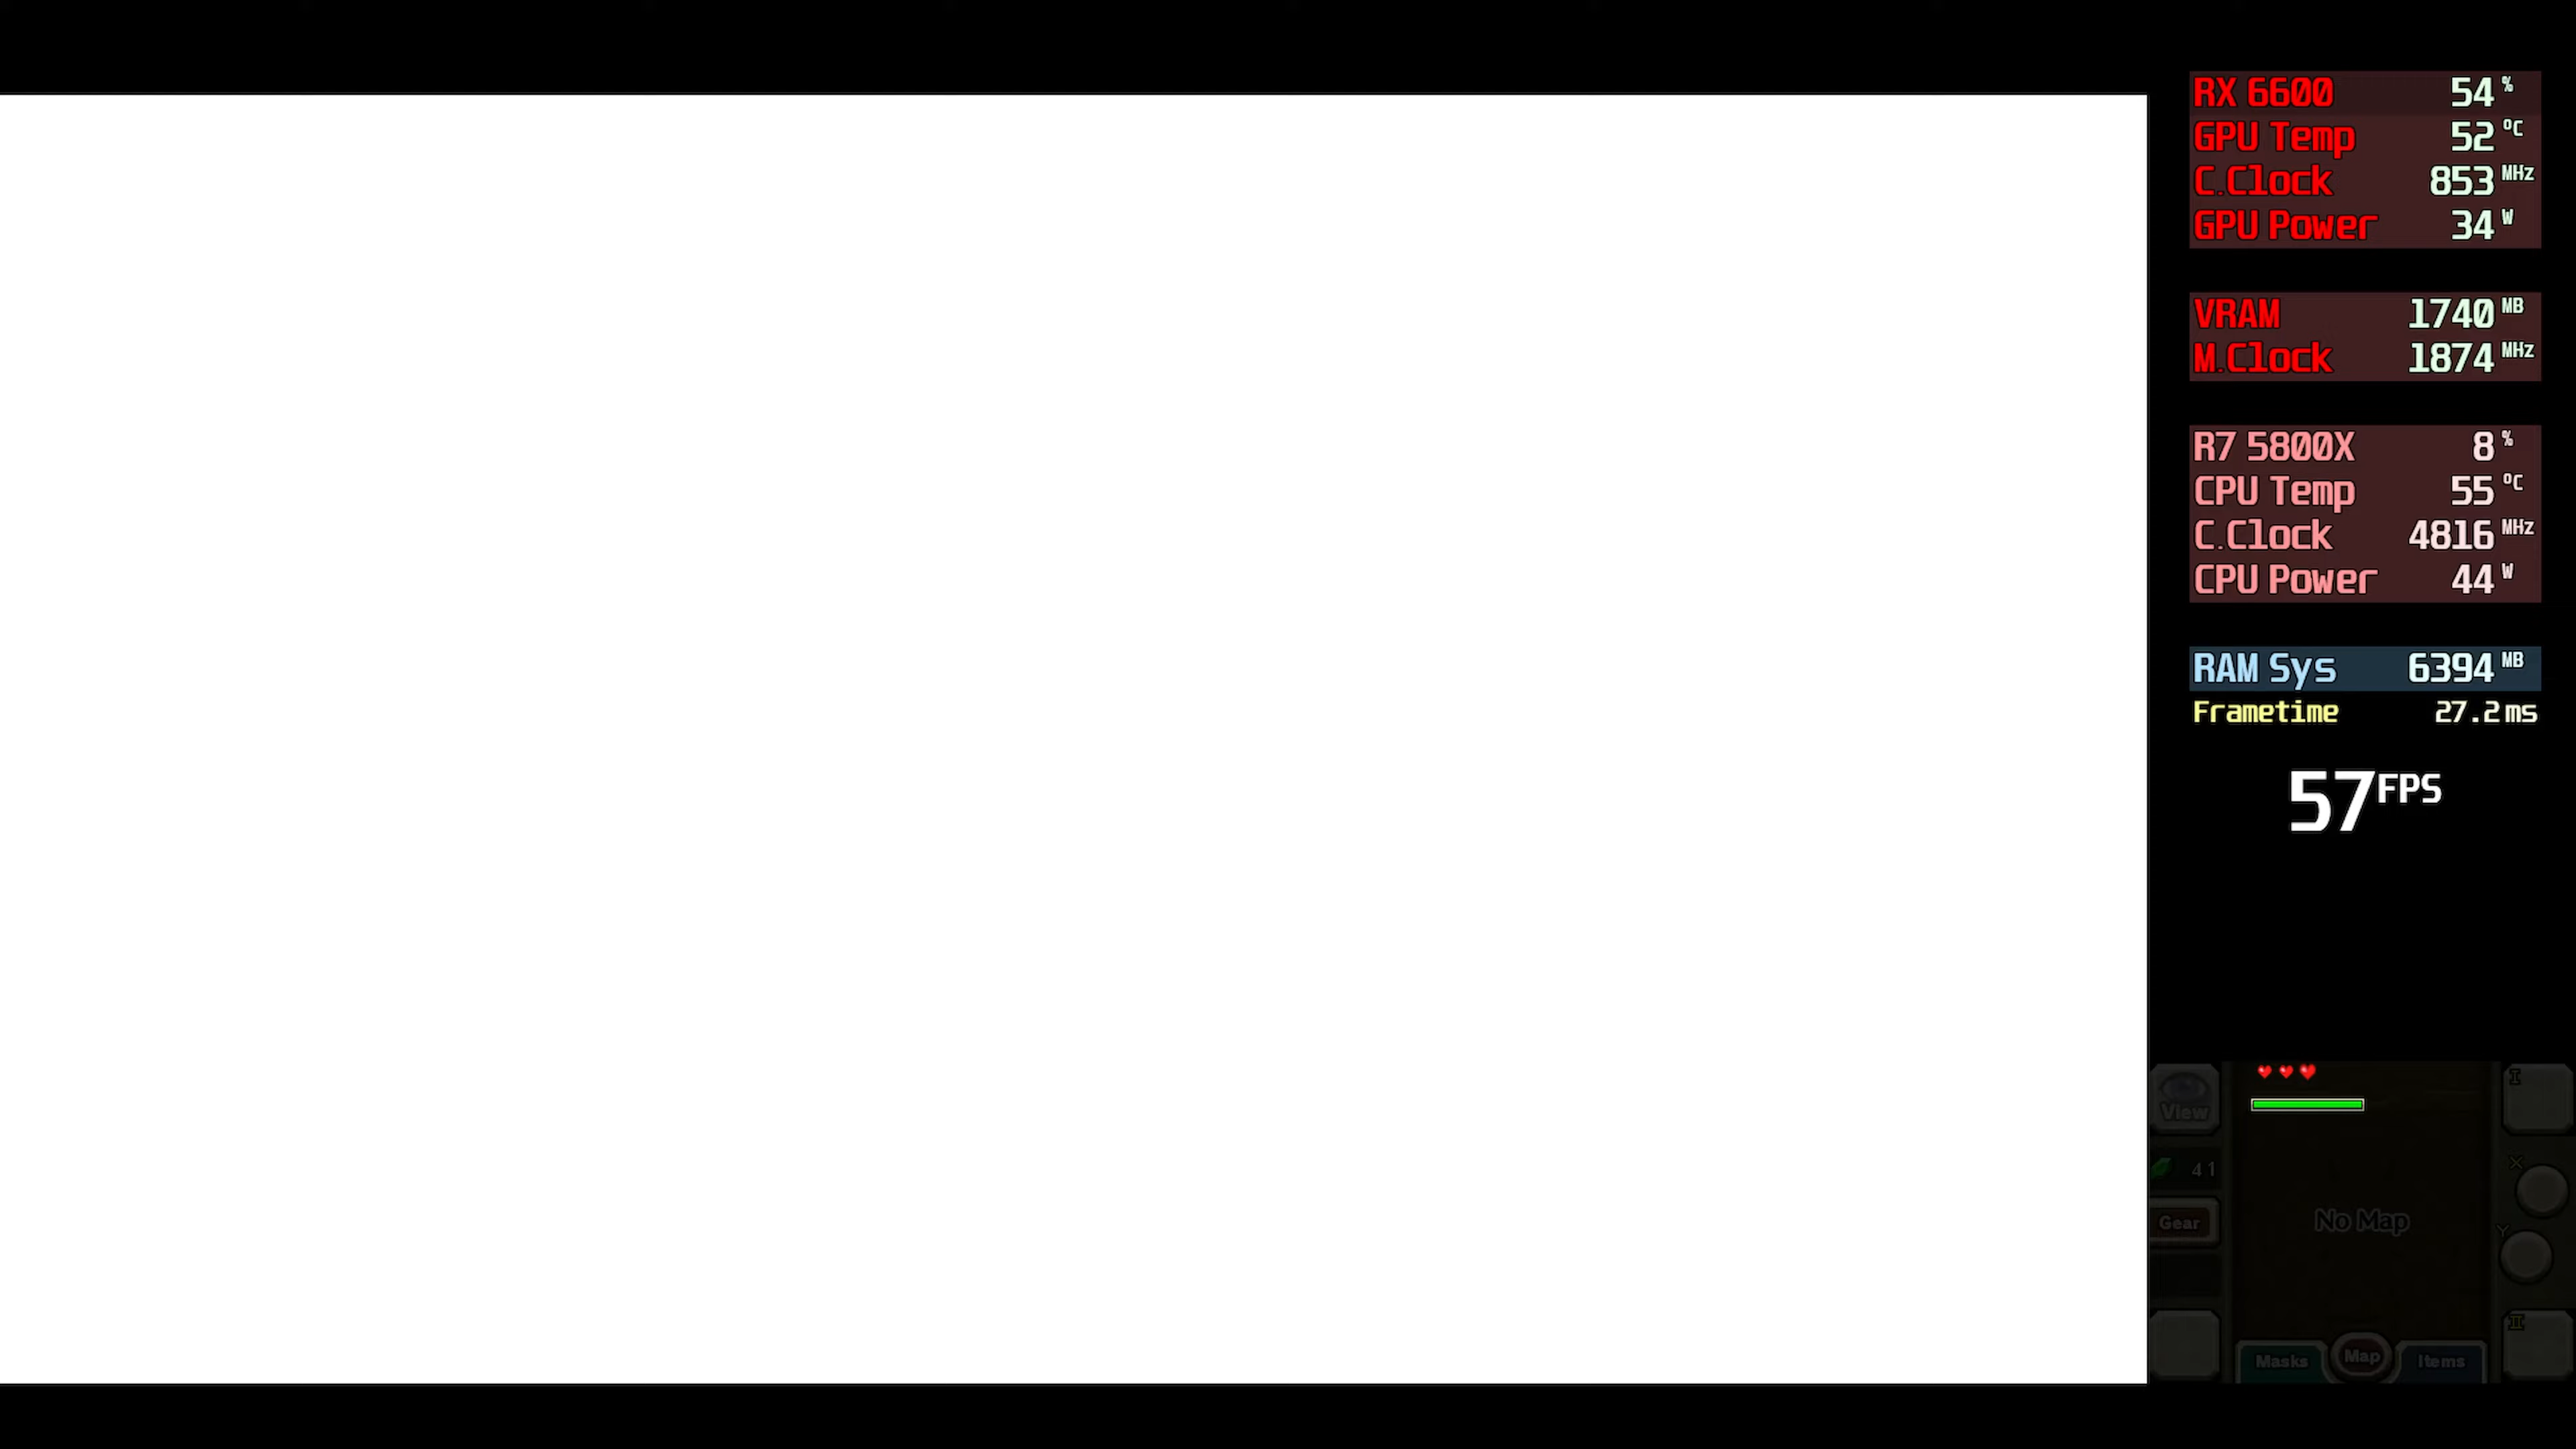 RX 6600 54 %
GPU Temp 52 °C
C.Clock 853 MHz
GPU Power 34 W
VRAM 1740 MB
M.Clock 1874 MHz
R7 5800X 8 %
CPU Temp 55 °C
C.Clock 4816 MHz
CPU Power 44 W
RAM Sys 6394 MB
Frametime 27.2 ms
57 FPS
View
I
41
X
Gear
No Map
Y
II
Masks
Map
Items